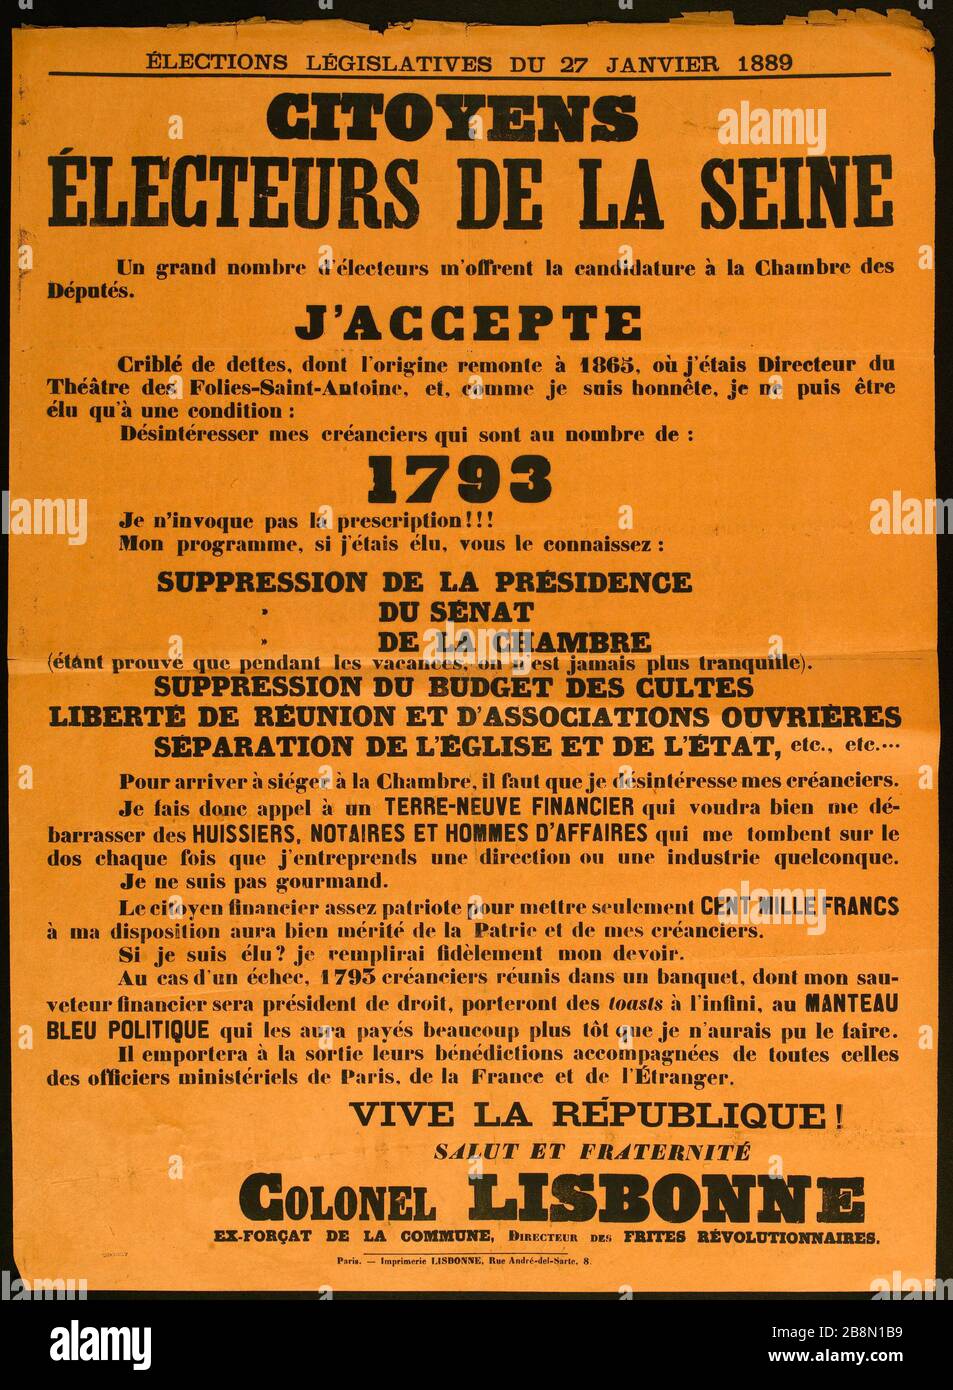 ÉLECTIONS LÉGISLATIVES DU 27 JANVIER 1889
CITOYENS
ÉLECTEURS DE LA SEINE
Un grand nombre d'électeurs m'offrent la candidature à la Chambre des
Députés.
J'ACCEPTE
Criblé de dettes, dont l'origine remonte à 1865, où j'étais Directeur du
Théâtre des Folies-Saint-Antoine, et, comme je suis honnête, je ne puis être
élu qu'à une condition :
Désintéresser mes créanciers qui sont au nombre de :
1793
Je n'invoque pas la prescription!!!
Mon programme, si j'étais élu, vous le connaissez :
SUPPRESSION DE LA PRÉSIDENCE
» DU SÉNAT
» DE LA CHAMBRE
(étant prouvé que pendant les vacances, on n'est jamais plus tranquille).
SUPPRESSION DU BUDGET DES CULTES
LIBERTÉ DE RÉUNION ET D'ASSOCIATIONS OUVRIÈRES
SÉPARATION DE L'ÉGLISE ET DE L'ÉTAT, etc., etc....
Pour arriver à siéger à la Chambre, il faut que je désintéresse mes créanciers.
Je fais donc appel à un TERRE-NEUVE FINANCIER qui voudra bien me dé-
barrasser des HUISSIERS, NOTAIRES ET HOMMES D'AFFAIRES qui me tombent sur le
dos chaque fois que j'entreprends une direction ou une industrie quelconque.
Je ne suis pas gourmand.
Le citoyen financier assez patriote pour mettre seulement CENT MILLE FRANCS
à ma disposition aura bien mérité de la Patrie et de mes créanciers.
Si je suis élu? je remplirai fidèlement mon devoir.
Au cas d'un échec, 1793 créanciers réunis dans un banquet, dont mon sau-
veteur financier sera président de droit, porteront des toasts à l'infini, au MANTEAU
BLEU POLITIQUE qui les aura payés beaucoup plus tôt que je n'aurais pu le faire.
Il emportera à la sortie leurs bénédictions accompagnées de toutes celles
des officiers ministériels de Paris, de la France et de l'Étranger.
VIVE LA RÉPUBLIQUE!
SALUT ET FRATERNITÉ
COLONEL LISBONNE
EX-FORÇAT DE LA COMMUNE, DIRECTEUR DES FRITES RÉVOLUTIONNAIRES.
Paris. — Imprimerie LISBONNE, Rue André-del-Sarte, 8.
alamy
Image ID: 2B8N1B9
www.alamy.com